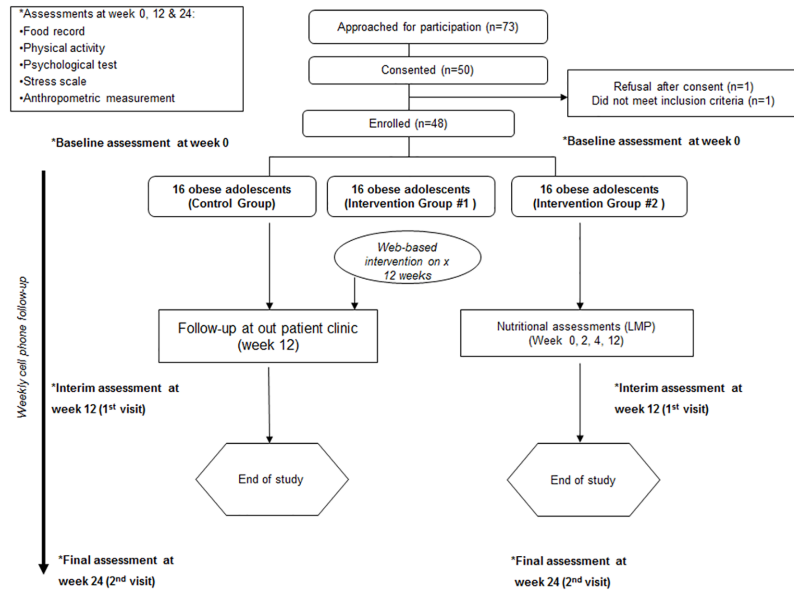 *Assessments at week 0, 12 & 24:
•Food record
•Physical activity
•Psychological test
•Stress scale
•Anthropometric measurement
Approached for participation (n=73)
Consented (n=50)
Refusal after consent (n=1)
Did not meet inclusion criteria (n=1)
Enrolled (n=48)
*Baseline assessment at week 0
*Baseline assessment at week 0
16 obese adolescents
(Control Group)
16 obese adolescents
(Intervention Group #1 )
16 obese adolescents
(Intervention Group #2 )
Web-based
intervention on x
12 weeks
Weekly cell phone follow-up
Follow-up at out patient clinic
(week 12)
Nutritional assessments (LMP)
(Week 0, 2, 4, 12)
*Interim assessment at
week 12 (1st visit)
*Interim assessment at
week 12 (1st visit)
End of study
End of study
*Final assessment at
week 24 (2nd visit)
*Final assessment at
week 24 (2nd visit)